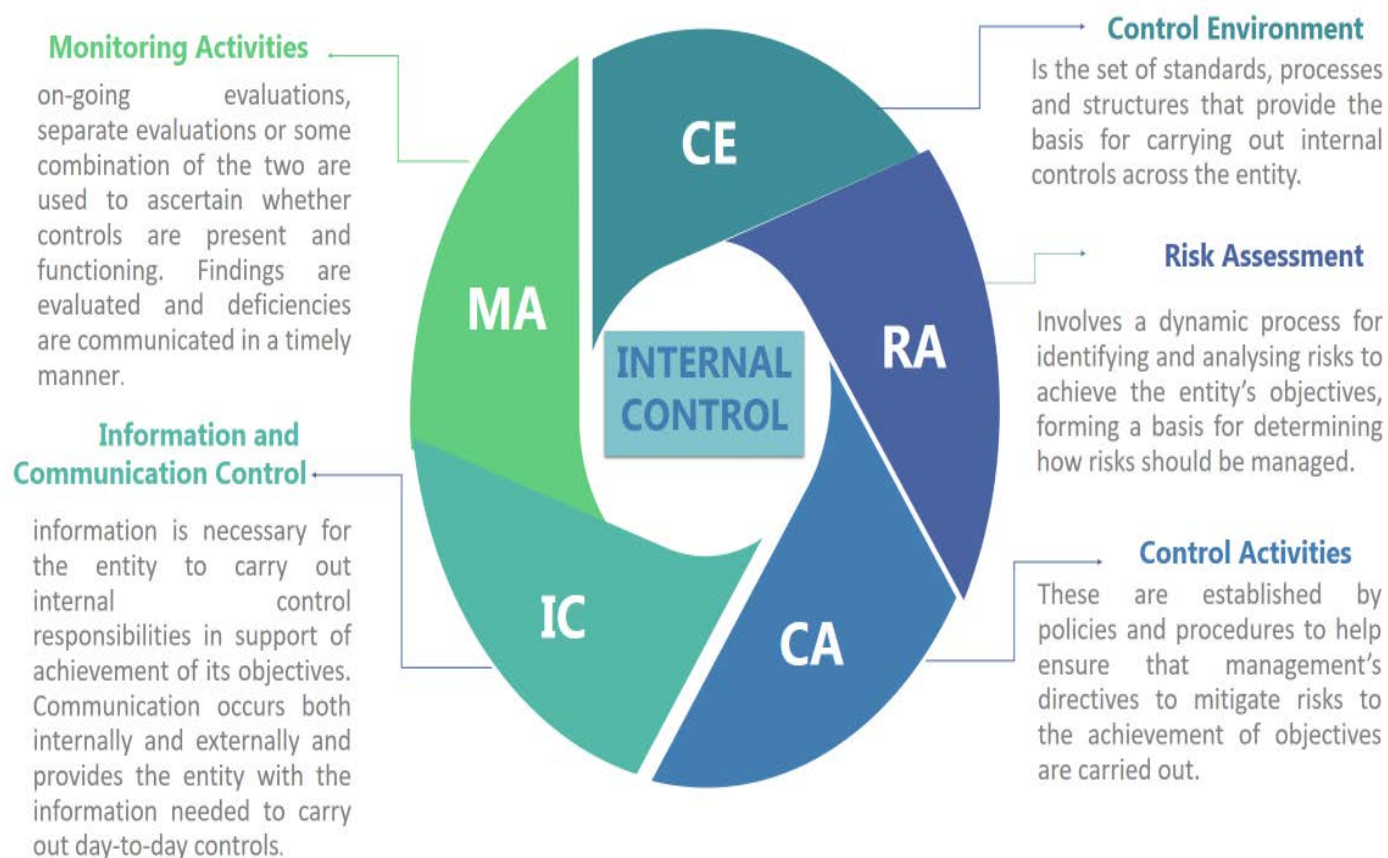 Monitoring Activities
on-going evaluations,
separate evaluations or some
combination of the two are
used to ascertain whether
controls are present and
functioning. Findings are
evaluated and deficiencies
are communicated in a timely
manner.
Information and
Communication Control
information is necessary for
the entity to carry out
internal control
responsibilities in support of
achievement of its objectives.
Communication occurs both
internally and externally and
provides the entity with the
information needed to carry
out day-to-day controls.
CE
MA
RA
INTERNAL
CONTROL
IC
CA
Control Environment
Is the set of standards, processes
and structures that provide the
basis for carrying out internal
controls across the entity.
Risk Assessment
Involves a dynamic process for
identifying and analysing risks to
achieve the entity's objectives,
forming a basis for determining
how risks should be managed.
Control Activities
These are established by
policies and procedures to help
ensure that management's
directives to mitigate risks to
the achievement of objectives
are carried out.